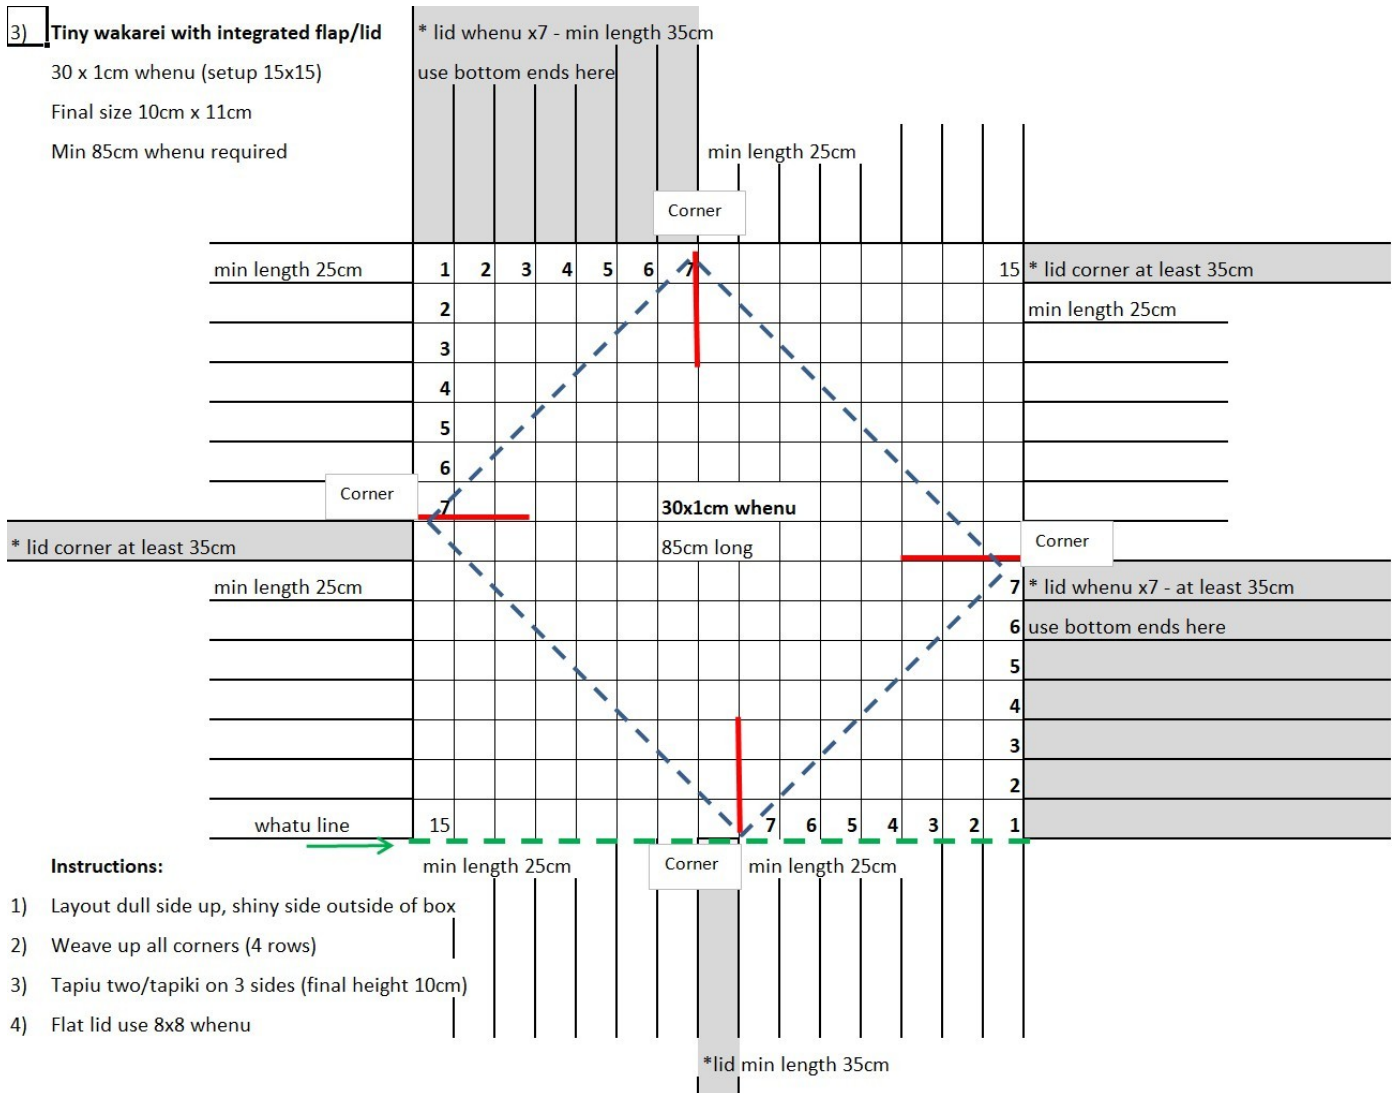 3) Tiny wakarei with integrated flap/lid
* lid whenu x7 - min length 35cm
30 x 1cm whenu (setup 15x15)
use bottom ends here
Final size 10cm x 11cm
Min 85cm whenu required
min length 25cm
Corner
min length 25cm 1 2 3 4 5 6 7 15 * lid corner at least 35cm
2 min length 25cm
3
4
5
6
Corner
7 30x1cm whenu
* lid corner at least 35cm 85cm long Corner
min length 25cm 7 * lid whenu x7 - at least 35cm
6 use bottom ends here
5
4
3
2
whatu line 15 7 6 5 4 3 2 1
Instructions: min length 25cm Corner min length 25cm
1) Layout dull side up, shiny side outside of box
2) Weave up all corners (4 rows)
3) Tapiu two/tapiki on 3 sides (final height 10cm)
4) Flat lid use 8x8 whenu
*lid min length 35cm